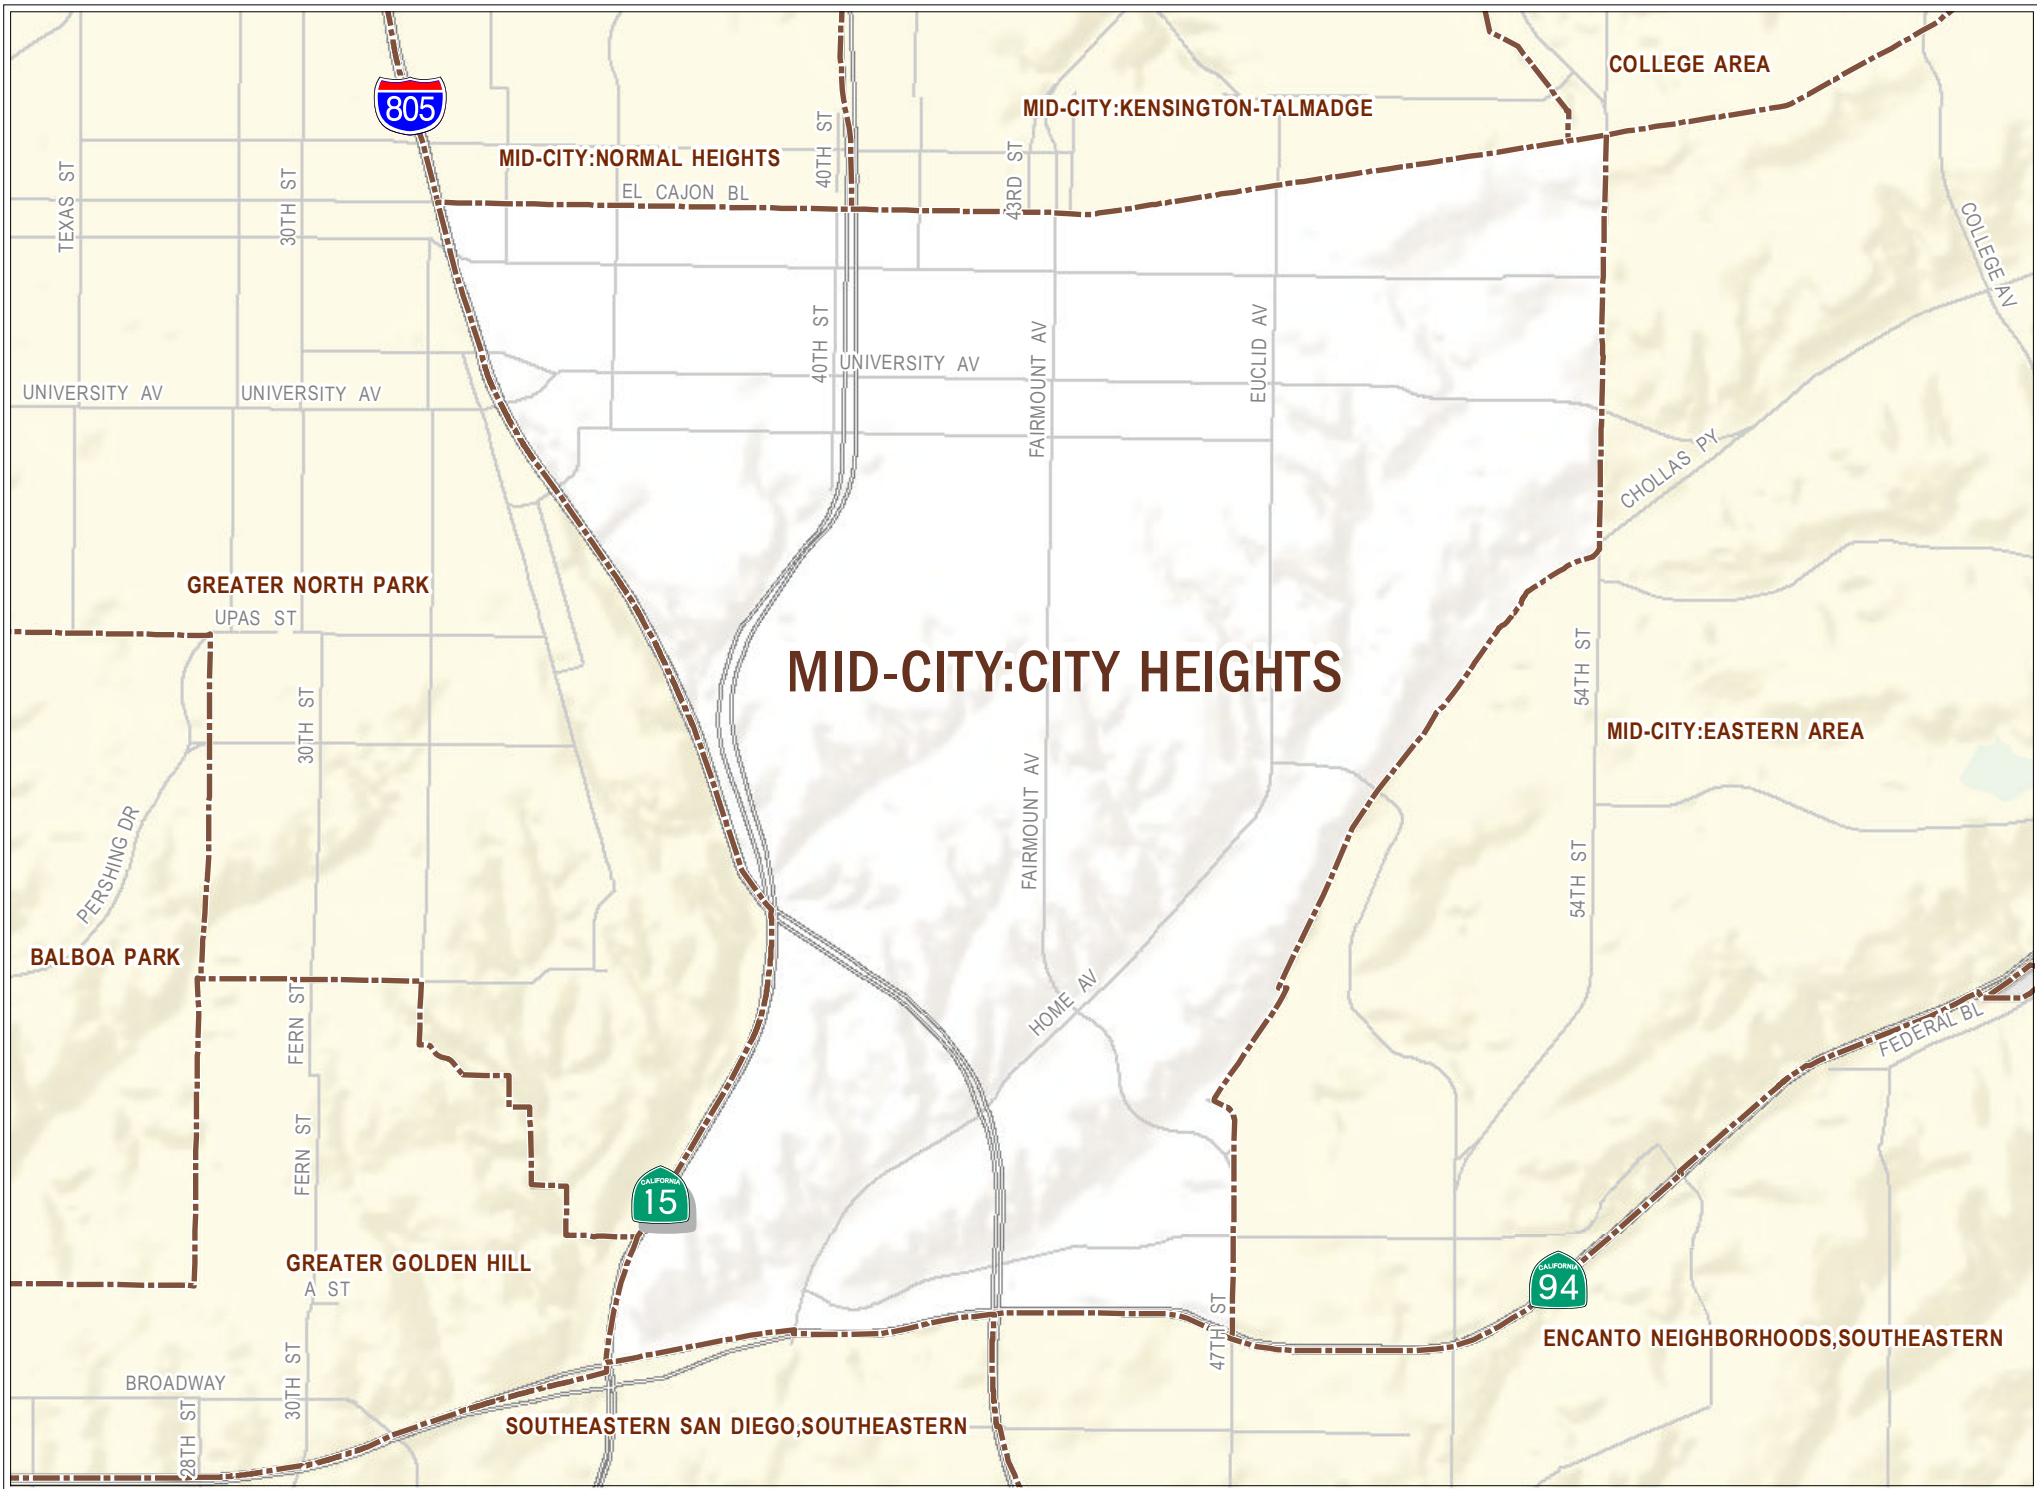 COLLEGE AREA
805
MID-CITY:KENSINGTON-TALMADGE
40TH ST
MID-CITY:NORMAL HEIGHTS
43RD ST
TEXAS ST
30TH ST
EL CAJON BL
COLLEGE AV
40TH ST
FAIRMOUNT AV
EUCLID AV
UNIVERSITY AV
UNIVERSITY AV
UNIVERSITY AV
CHOLLAS PY
GREATER NORTH PARK
UPAS ST
54TH ST
MID-CITY:CITY HEIGHTS
30TH ST
MID-CITY:EASTERN AREA
FAIRMOUNT AV
PERSHING DR
54TH ST
BALBOA PARK
HOME AV
FERN ST
FEDERAL BL
FERN ST
CALIFORNIA
15
GREATER GOLDEN HILL
A ST
CALIFORNIA
94
47TH ST
ENCANTO NEIGHBORHOODS,SOUTHEASTERN
30TH ST
BROADWAY
28TH ST
SOUTHEASTERN SAN DIEGO,SOUTHEASTERN